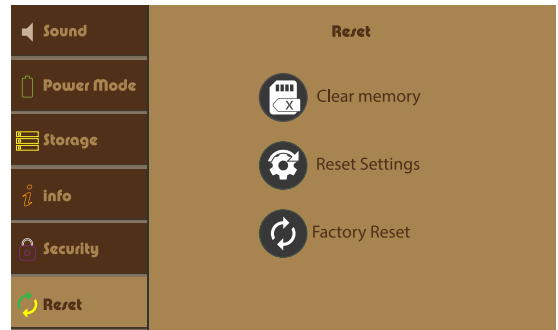 Sound
Power Mode
Storage
info
Security
Reset
Reset
Clear memory
X
Reset Settings
Factory Reset